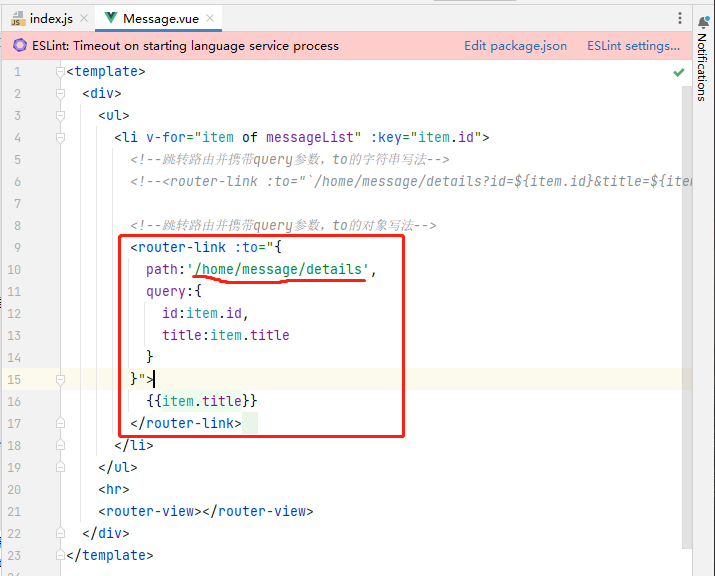 index.js
Message.vue
ESLint: Timeout on starting language service process
Edit package.json
ESLint settings...
Notifications
1 <template>
2 <div>
3 <ul>
4 <li v-for="item of messageList" :key="item.id">
5 <!--跳转路由并携带query参数，to的字符串写法-->
6 <!--<router-link :to="`/home/message/details?id=${item.id}&title=${iten
7
8 <!--跳转路由并携带query参数，to的对象写法-->
9 <router-link :to="{
10 path:'/home/message/details',
11 query:{
12 id:item.id,
13 title:item.title
14 }
15 }">
16 {{item.title}}
17 </router-link>
18 </li>
19 </ul>
20 <hr>
21 <router-view></router-view>
22 </div>
23 </template>